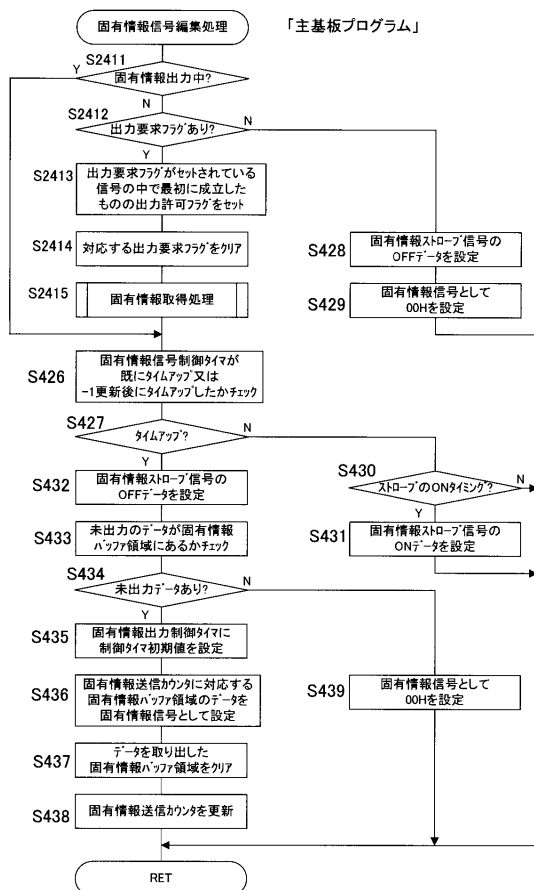 固有情報信号編集処理
「主基板プログラム」
S2411
Y
固有情報出力中?
N
S2412
出力要求フラグあり?
N
Y
S2413
出力要求フラグがセットされている
信号の中で最初に成立した
ものの出力許可フラグをセット
S2414
対応する出力要求フラグをクリア
S428
固有情報ストローブ信号の
OFFデータを設定
S2415
固有情報取得処理
S429
固有情報信号として
00Hを設定
S426
固有情報信号制御タイマが
既にタイムアップ又は
-1更新後にタイムアップしたかチェック
S427
タイムアップ?
N
Y
S430
ストローブのONタイミング?
N
Y
S432
固有情報ストローブ信号の
OFFデータを設定
S431
固有情報ストローブ信号の
ONデータを設定
S433
未出力のデータが固有情報
バッファ領域にあるかチェック
S434
未出力データあり?
N
Y
S435
固有情報出力制御タイマに
制御タイマ初期値を設定
S436
固有情報送信カウンタに対応する
固有情報バッファ領域のデータを
固有情報信号として設定
S439
固有情報信号として
00Hを設定
S437
データを取り出した
固有情報バッファ領域をクリア
S438
固有情報送信カウンタを更新
RET